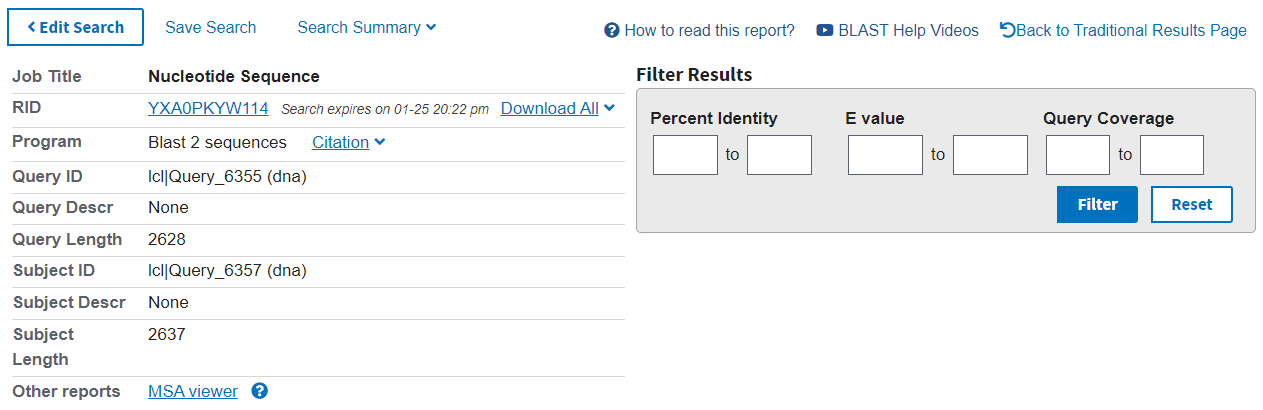 Edit Search Save Search Search Summary How to read this report? BLAST Help Videos Back to Traditional Results Page
Job Title Nucleotide Sequence
RID YXA0PKYW114 Search expires on 01-25 20:22 pm Download All
Program Blast 2 sequences Citation
Query ID lcl|Query_6355 (dna)
Query Descr None
Query Length 2628
Subject ID lcl|Query_6357 (dna)
Subject Descr None
Subject Length 2637
Other reports MSA viewer ?
Filter Results
Percent Identity E value Query Coverage
to to to
Filter Reset